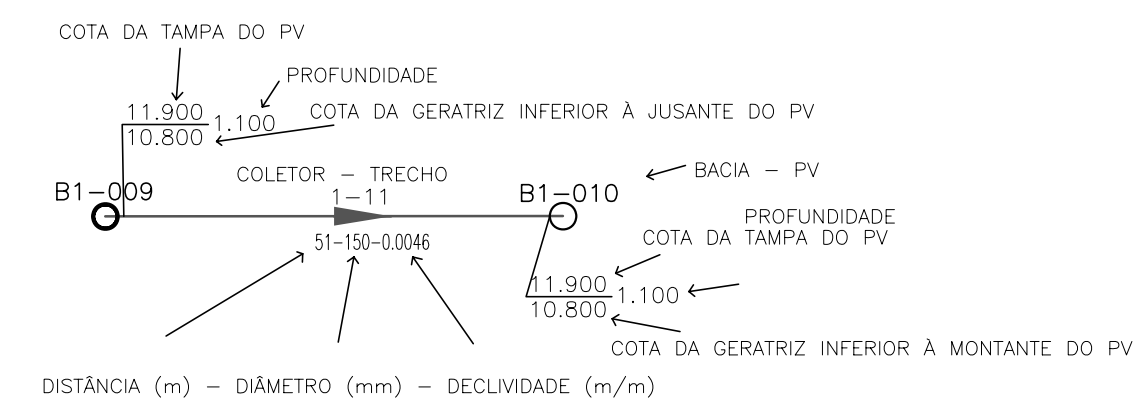 COTA DA TAMPA DO PV
PROFUNDIDADE
11.900
1.100
COTA DA GERATRIZ INFERIOR À JUSANTE DO PV
10.800
COLETOR – TRECHO
BACIA – PV
B1–009
1–11
B1–010
PROFUNDIDADE
COTA DA TAMPA DO PV
51-150-0.0046
11.900
1.100
10.800
COTA DA GERATRIZ INFERIOR À MONTANTE DO PV
DISTÂNCIA (m) – DIÂMETRO (mm) – DECLIVIDADE (m/m)